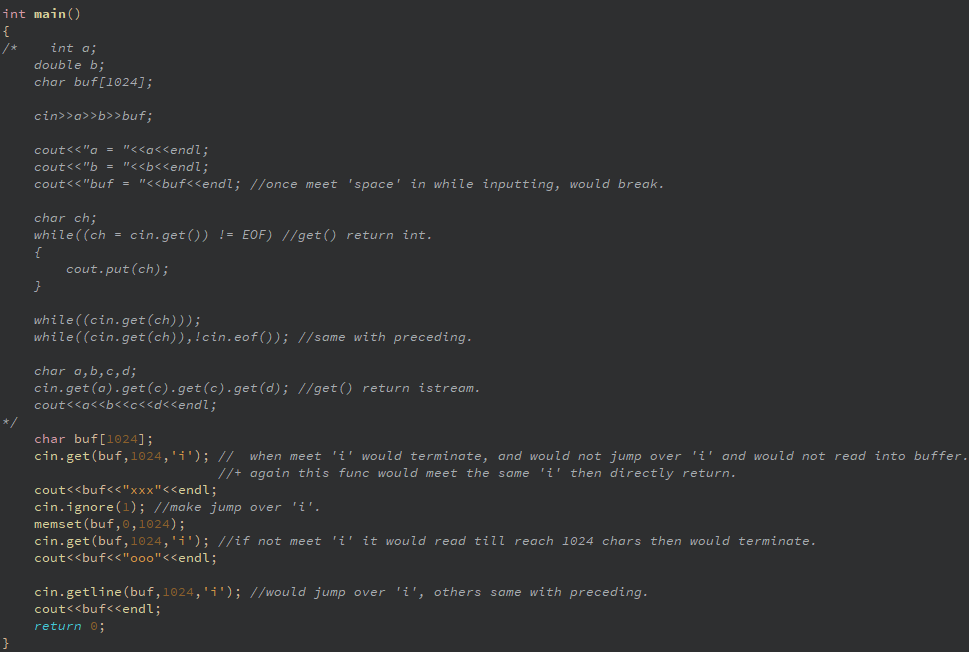 int main()
{
/*    int a;
    double b;
    char buf[1024];

    cin>>a>>b>>buf;

    cout<<"a = "<<a<<endl;
    cout<<"b = "<<b<<endl;
    cout<<"buf = "<<buf<<endl; //once meet 'space' in while inputting, would break.

    char ch;
    while((ch = cin.get()) != EOF) //get() return int.
    {
        cout.put(ch);
    }

    while((cin.get(ch)));
    while((cin.get(ch)),!cin.eof()); //same with preceding.

    char a,b,c,d;
    cin.get(a).get(c).get(c).get(d); //get() return istream.
    cout<<a<<b<<c<<d<<endl;
*/
    char buf[1024];
    cin.get(buf,1024,'i'); //  when meet 'i' would terminate, and would not jump over 'i' and would not read into buffer.
                           //+ again this func would meet the same 'i' then directly return.
    cout<<buf<<"xxx"<<endl;
    cin.ignore(1); //make jump over 'i'.
    memset(buf,0,1024);
    cin.get(buf,1024,'i'); //if not meet 'i' it would read till reach 1024 chars then would terminate.
    cout<<buf<<"ooo"<<endl;

    cin.getline(buf,1024,'i'); //would jump over 'i', others same with preceding.
    cout<<buf<<endl;
    return 0;
}